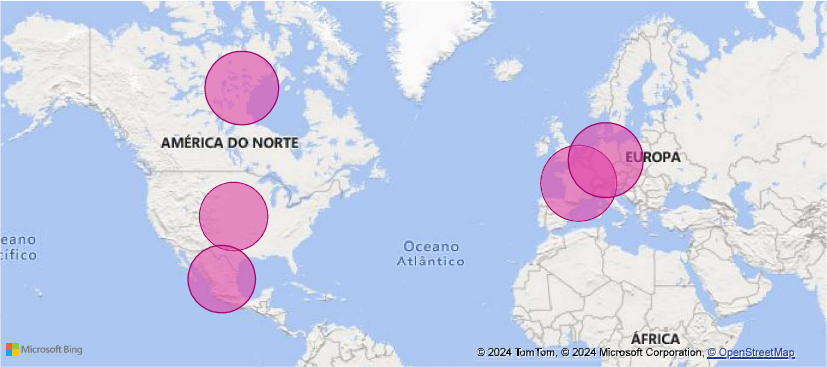 AMÉRICA DO NORTE
EUROPA
eano
cífico
Oceano
Atlântico
ÁFRICA
Microsoft Bing
© 2024 TomTom, © 2024 Microsoft Corporation, © OpenStreetMap